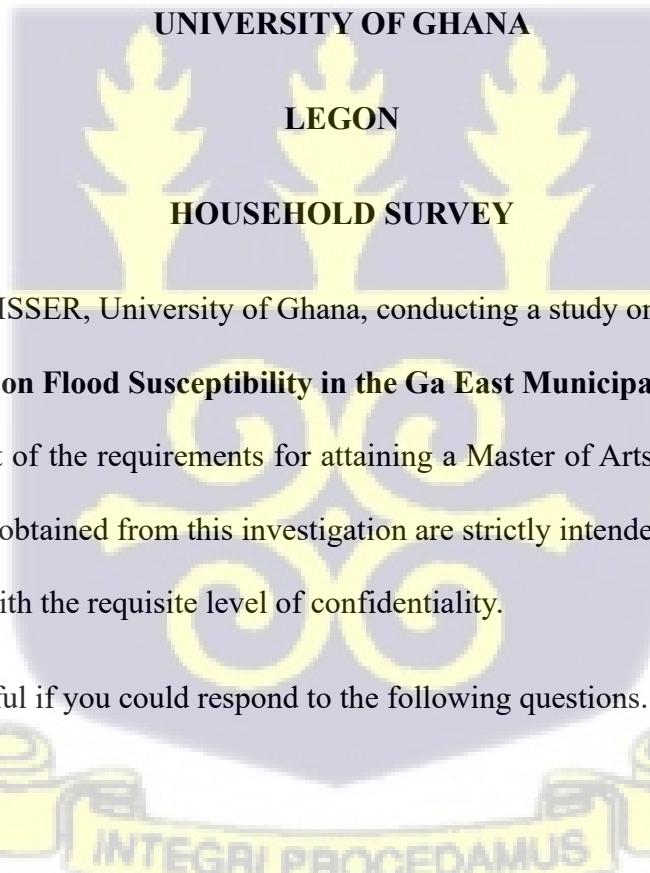 UNIVERSITY OF GHANA
LEGON
HOUSEHOLD SURVEY
ISSER, University of Ghana, conducting a study on
on Flood Susceptibility in the Ga East Municipa
of the requirements for attaining a Master of Arts
obtained from this investigation are strictly intende
ith the requisite level of confidentiality.
ful if you could respond to the following questions.
INTEGRI PROCEDAMUS